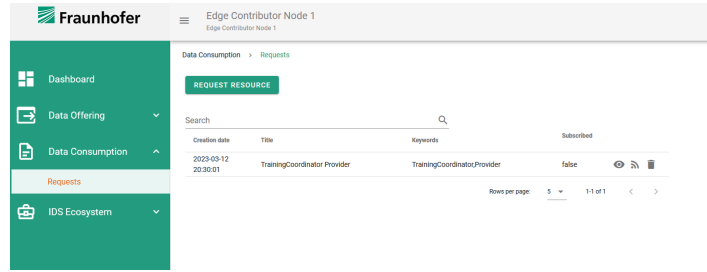 Fraunhofer
Edge Contributor Node 1
Edge Contributor Node 1
Data Consumption > Requests
Dashboard
REQUEST RESOURCE
Data Offering
Search
Creation date Title Keywords Subscribed
Data Consumption
2023-03-12
20:30:01
TrainingCoordinator Provider TrainingCoordinator,Provider false
Requests
Rows per page: 5 1-1 of 1
IDS Ecosystem